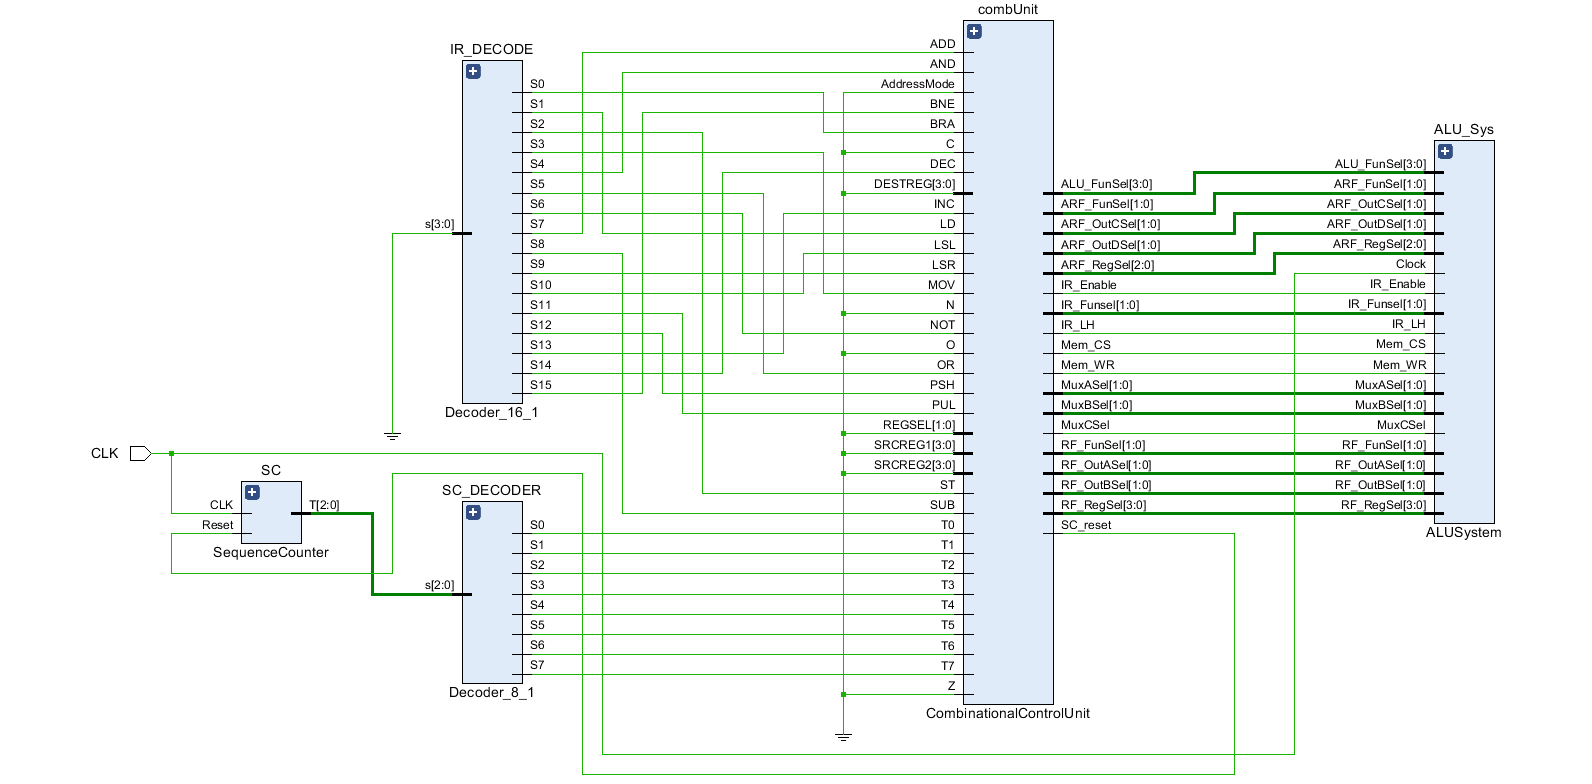 IR_DECODE
S0
S1
S2
S3
S4
S5
S6
S7
S8
S9
S10
S11
S12
S13
S14
S15
s[3:0]
Decoder_16_1
CLK
SC
CLK
Reset
T[2:0]
SequenceCounter
SC_DECODER
s[2:0]
S0
S1
S2
S3
S4
S5
S6
S7
Decoder_8_1
combUnit
ADD
AND
AddressMode
BNE
BRA
C
DEC
DESTREG[3:0]
INC
LD
LSL
LSR
MOV
N
NOT
O
OR
PSH
PUL
REGSEL[1:0]
SRCREG1[3:0]
SRCREG2[3:0]
ST
SUB
T0
T1
T2
T3
T4
T5
T6
T7
Z
ALU_FunSel[3:0]
ARF_FunSel[1:0]
ARF_OutCSel[1:0]
ARF_OutDSel[1:0]
ARF_RegSel[2:0]
IR_Enable
IR_Funsel[1:0]
IR_LH
Mem_CS
Mem_WR
MuxASel[1:0]
MuxBSel[1:0]
MuxCSel
RF_FunSel[1:0]
RF_OutASel[1:0]
RF_OutBSel[1:0]
RF_RegSel[3:0]
SC_reset
CombinationalControlUnit
ALU_Sys
ALU_FunSel[3:0]
ARF_FunSel[1:0]
ARF_OutCSel[1:0]
ARF_OutDSel[1:0]
ARF_RegSel[2:0]
Clock
IR_Enable
IR_Funsel[1:0]
IR_LH
Mem_CS
Mem_WR
MuxASel[1:0]
MuxBSel[1:0]
MuxCSel
RF_FunSel[1:0]
RF_OutASel[1:0]
RF_OutBSel[1:0]
RF_RegSel[3:0]
ALUSystem